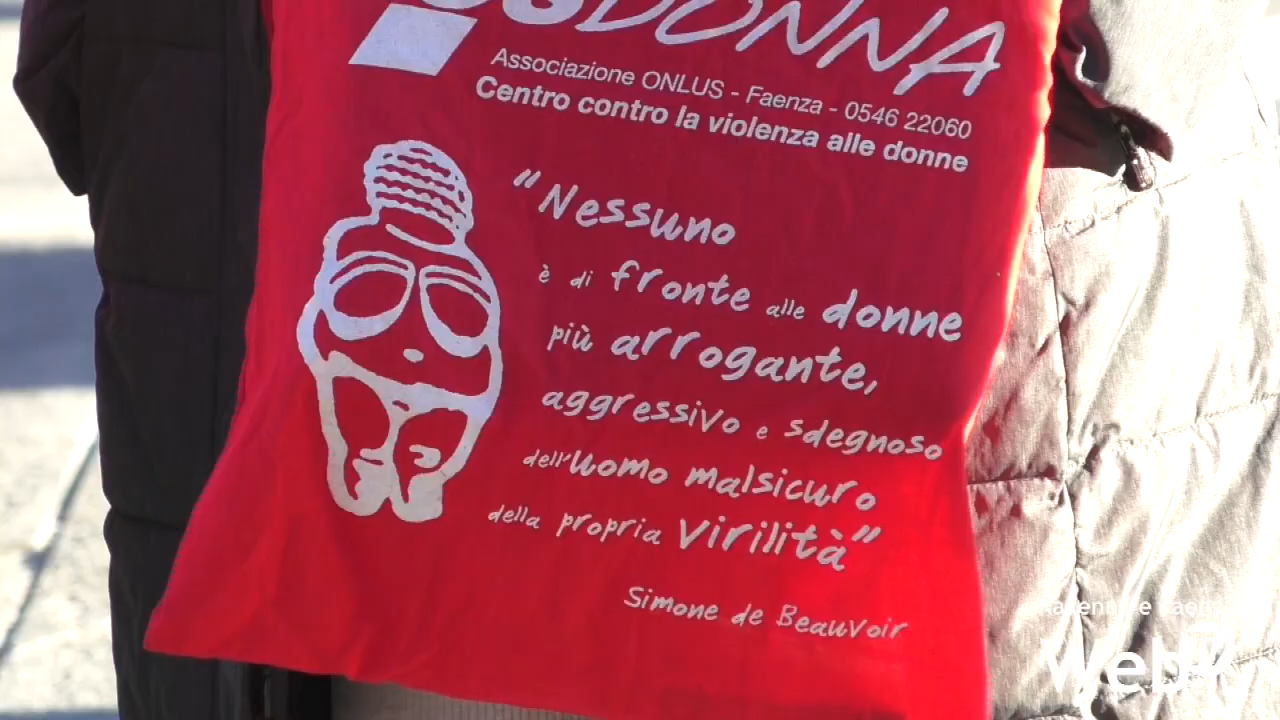 DONNA
Associazione ONLUS - Faenza - 0546 22060
Centro contro la violenza alle donne
“Nessuno
è di fronte alle donne
più arrogante,
aggressivo e sdegnoso
dell'uomo malsicuro
della propria virilità”
Simone de Beauvoir
web